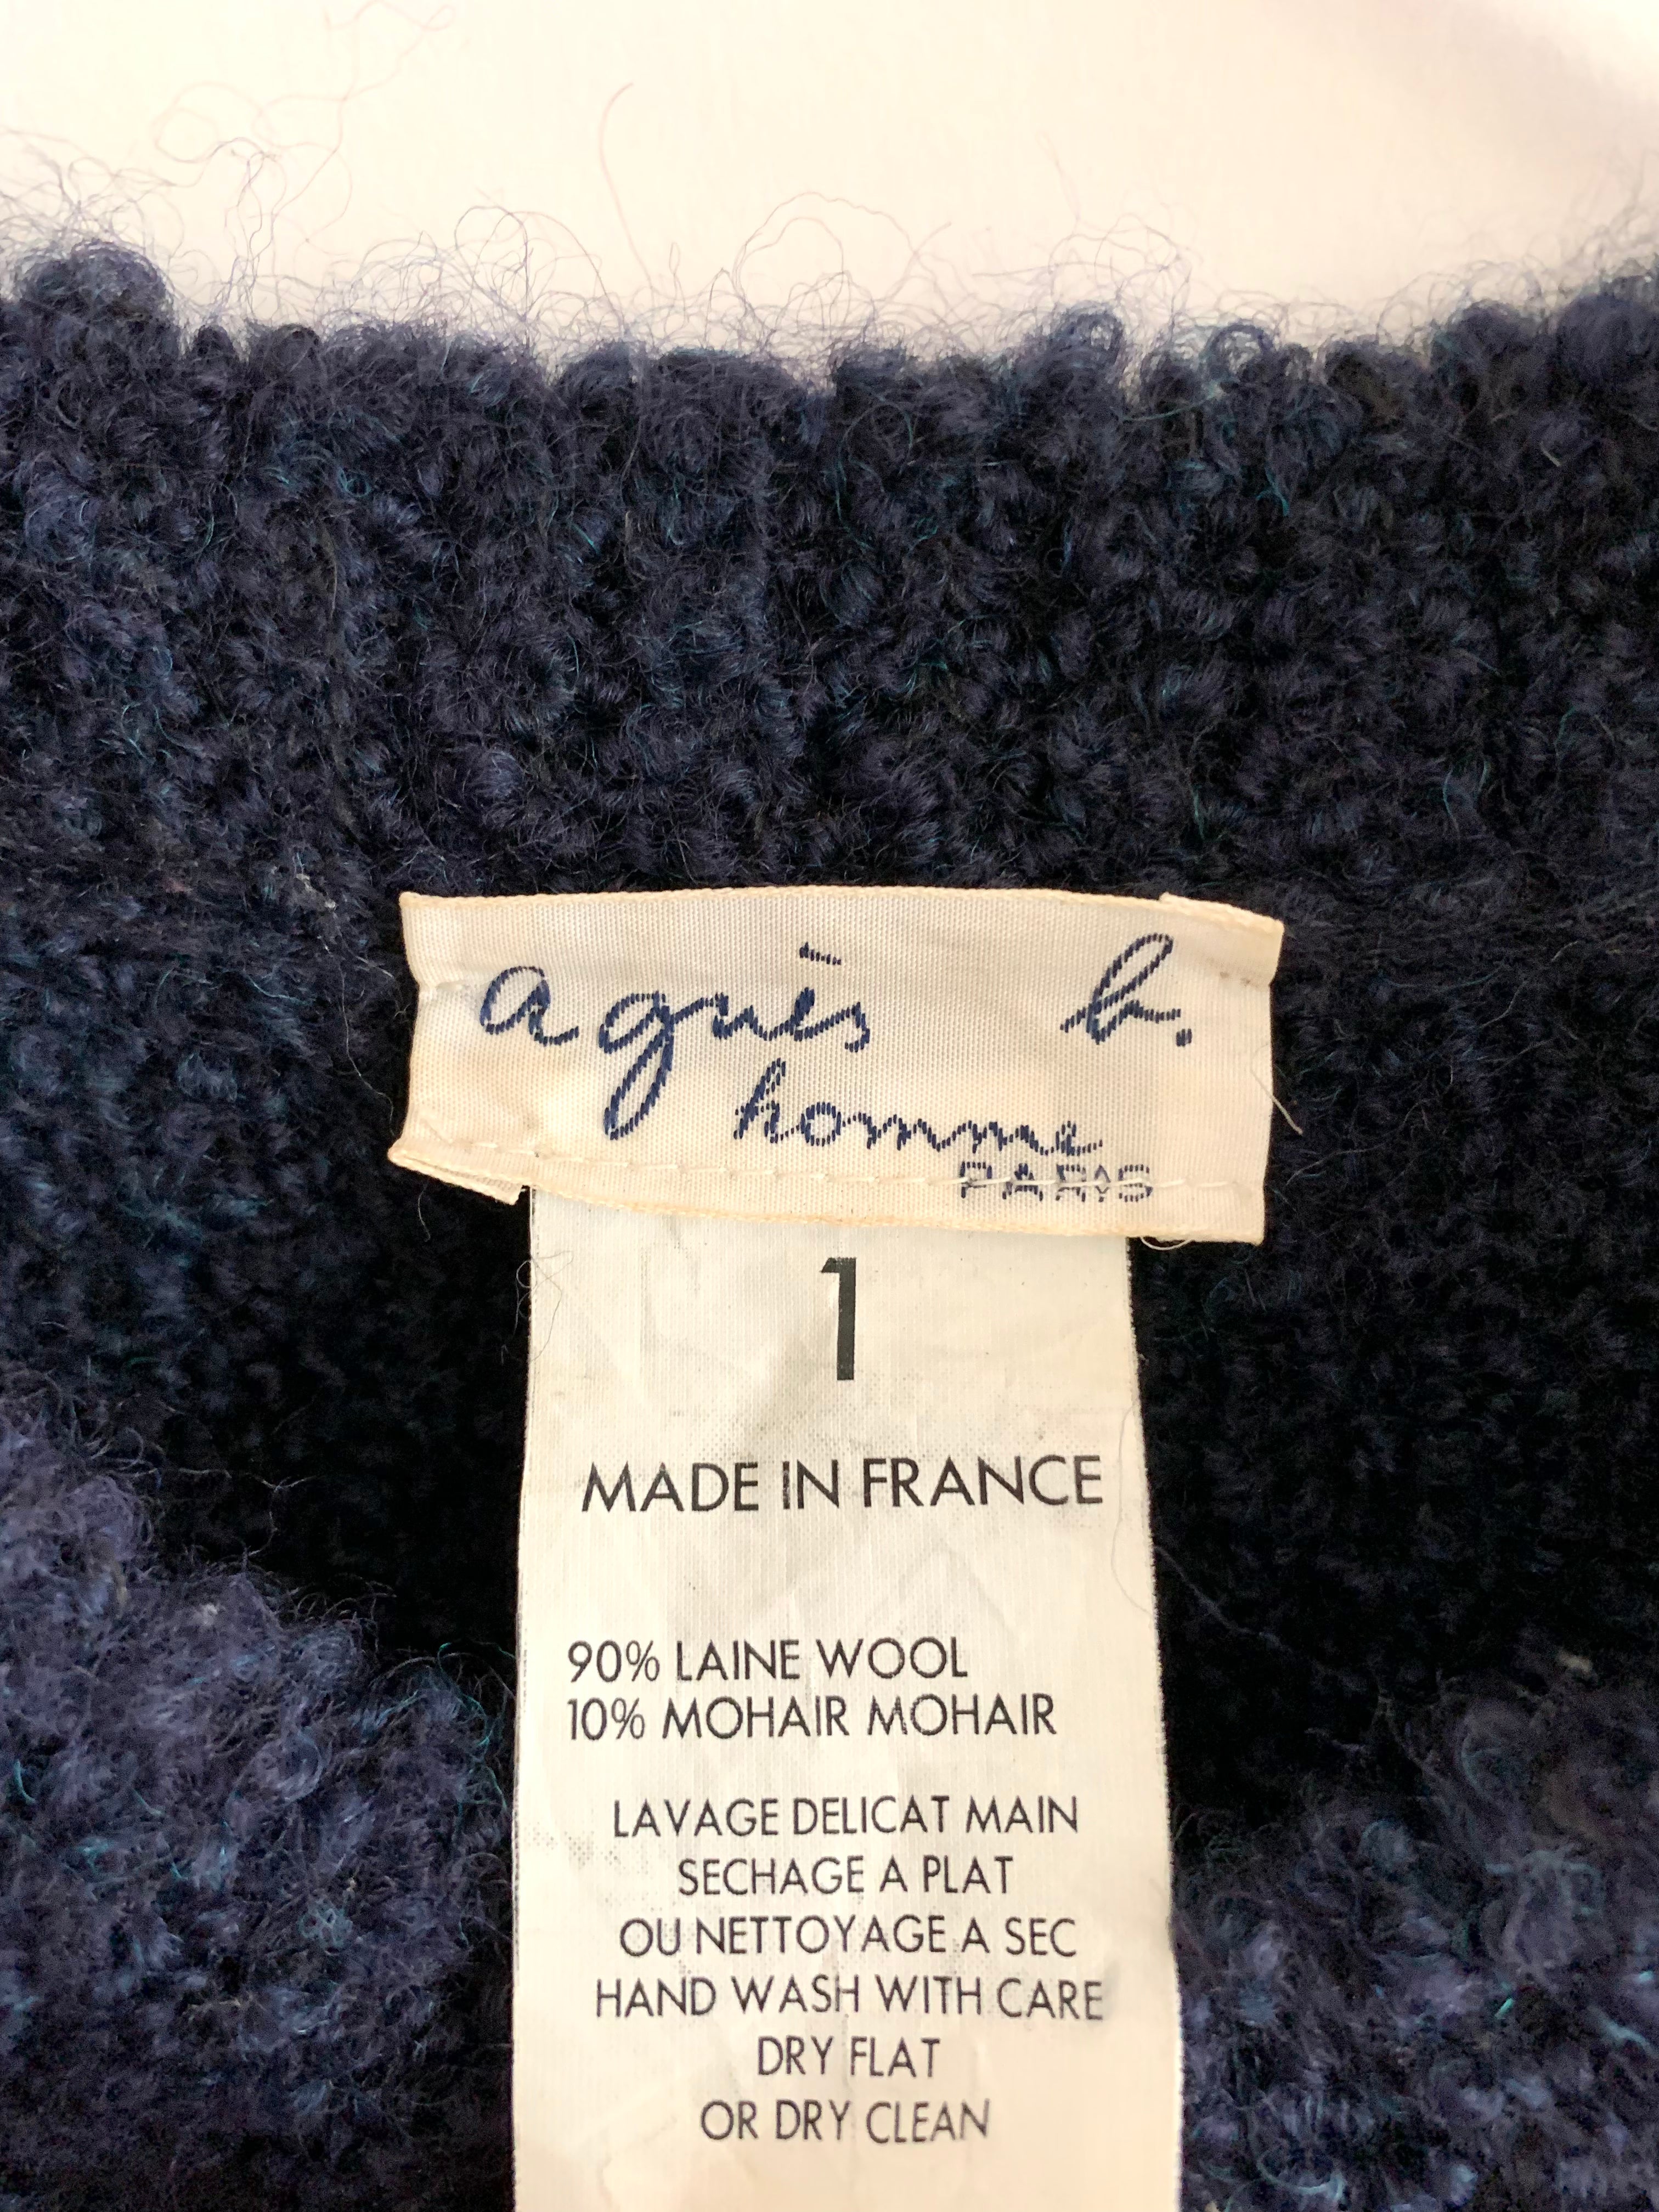 agnès b.
homme
PARIS
1
MADE IN FRANCE
90% LAINE WOOL
10% MOHAIR MOHAIR
LAVAGE DELICAT MAIN
SECHAGE A PLAT
OU NETTOYAGE A SEC
HAND WASH WITH CARE
DRY FLAT
OR DRY CLEAN